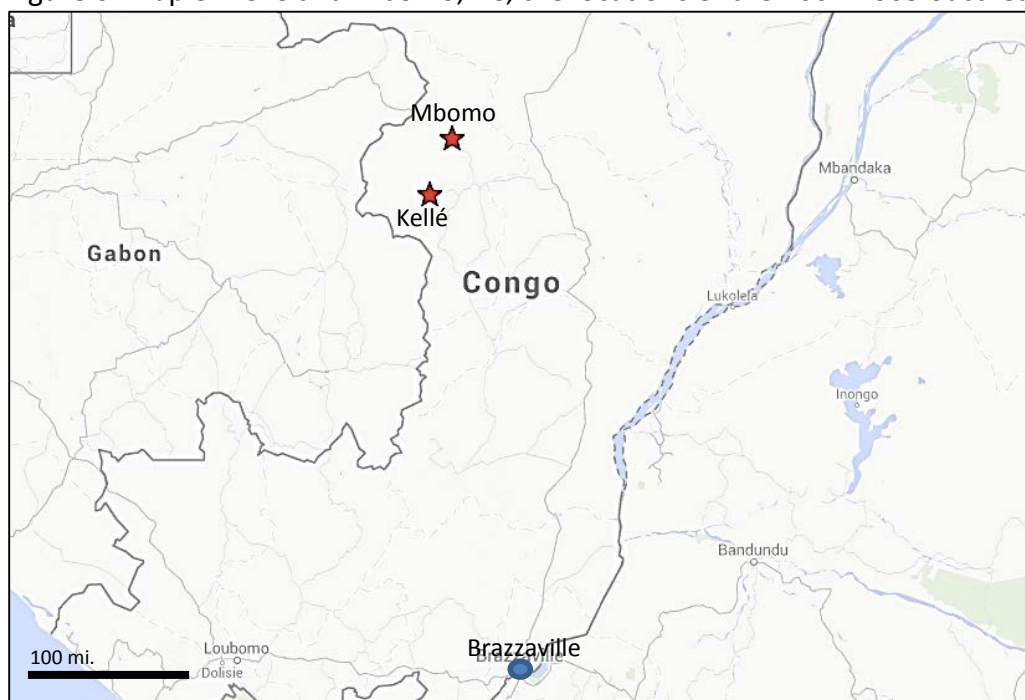 Mbomo
Mbandaka
Kellé
Gabon
Congo
Lukolela
Inongo
Bandundu
Brazzaville
Loubomo
Dolisie
100 mi.